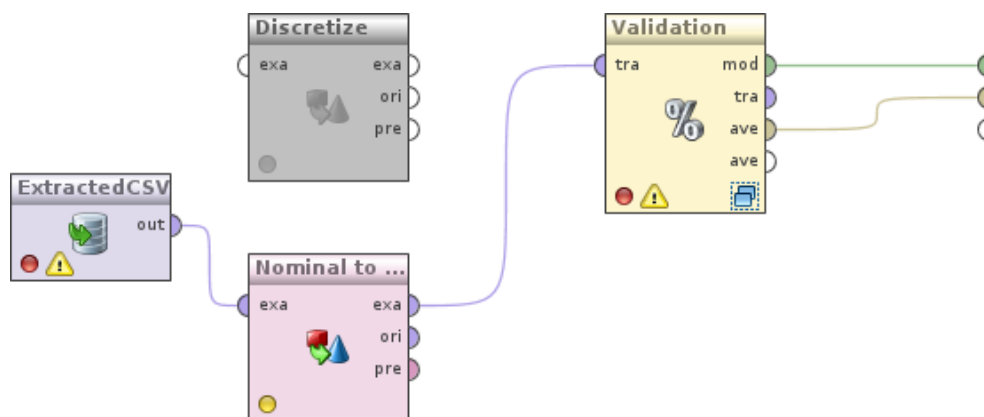 Discretize
exa exa
ori
pre
Validation
tra mod
tra
%
ave
ave
ExtractedCSV
out
Nominal to ...
exa exa
ori
pre